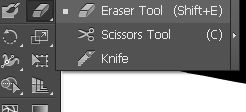 Eraser Tool (Shift+E)
Scissors Tool (C)
Knife